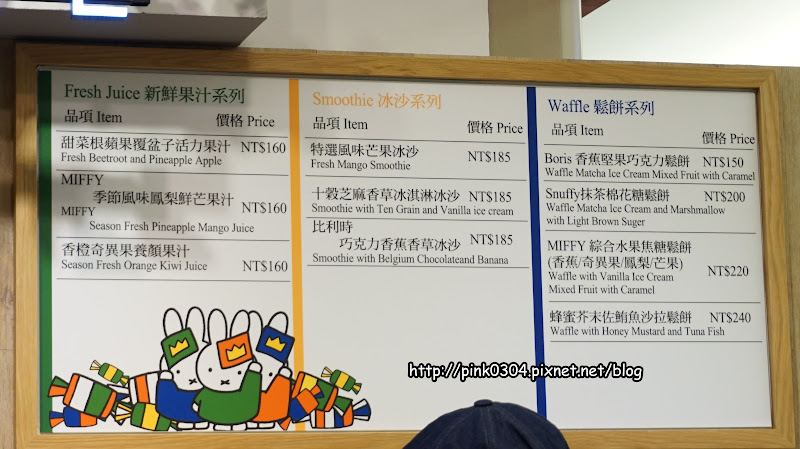 Fresh Juice 新鮮果汁系列
品項 Item 價格 Price
甜菜根蘋果覆盆子活力果汁 NT$160
Fresh Beetroot and Pineapple Apple
MIFFY
季節風味鳳梨鮮芒果汁 NT$160
MIFFY
Season Fresh Pineapple Mango Juice
香橙奇異果養顏果汁
Season Fresh Orange Kiwi Juice NT$160
Smoothie 冰沙系列
品項 Item 價格 Price
特選風味芒果冰沙 NT$185
Fresh Mango Smoothie
十穀芝麻香草冰淇淋冰沙 NT$185
Smoothie with Ten Grain and Vanilla ice cream
比利時
巧克力香蕉香草冰沙 NT$185
Smoothie with Belgium Chocolateand Banana
Waffle 鬆餅系列
品項 Item 價格 Price
Boris 香蕉堅果巧克力鬆餅 NT$150
Waffle Matcha Ice Cream Mixed Fruit with Caramel
Snuffy抹茶棉花糖鬆餅 NT$200
Waffle Matcha Ice Cream and Marshmallow
with Light Brown Suger
MIFFY 綜合水果焦糖鬆餅
(香蕉/奇異果/鳳梨/芒果) NT$220
Waffle with Vanilla Ice Cream
Mixed Fruit with Caramel
蜂蜜芥末佐鮪魚沙拉鬆餅 NT$240
Waffle with Honey Mustard and Tuna Fish
http://pink0304.pixnet.net/blog